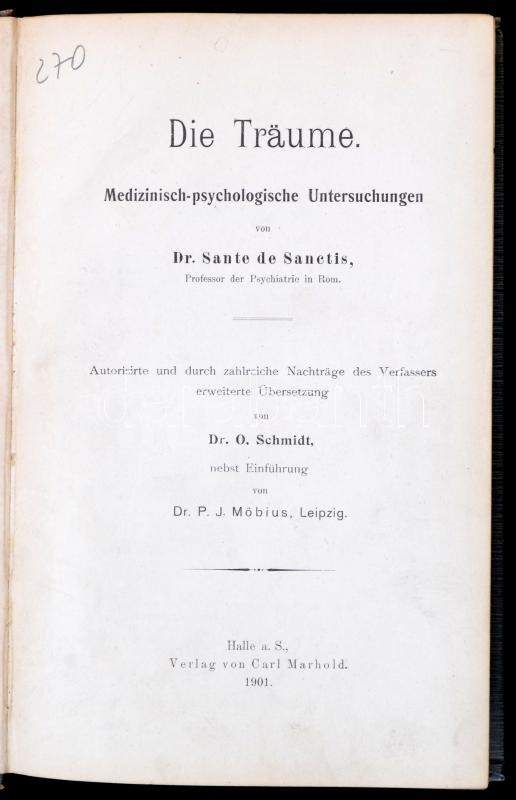 270
Die Träume.
Medizinisch-psychologische Untersuchungen
von
Dr. Sante de Sanctis,
Professor der Psychiatrie in Rom.
Autorisirte und durch zahlreiche Nachträge des Verfassers
erweiterte Übersetzung
von
Dr. O. Schmidt,
nebst Einführung
von
Dr. P. J. Möbius, Leipzig.
Halle a. S.,
Verlag von Carl Marhold.
1901.